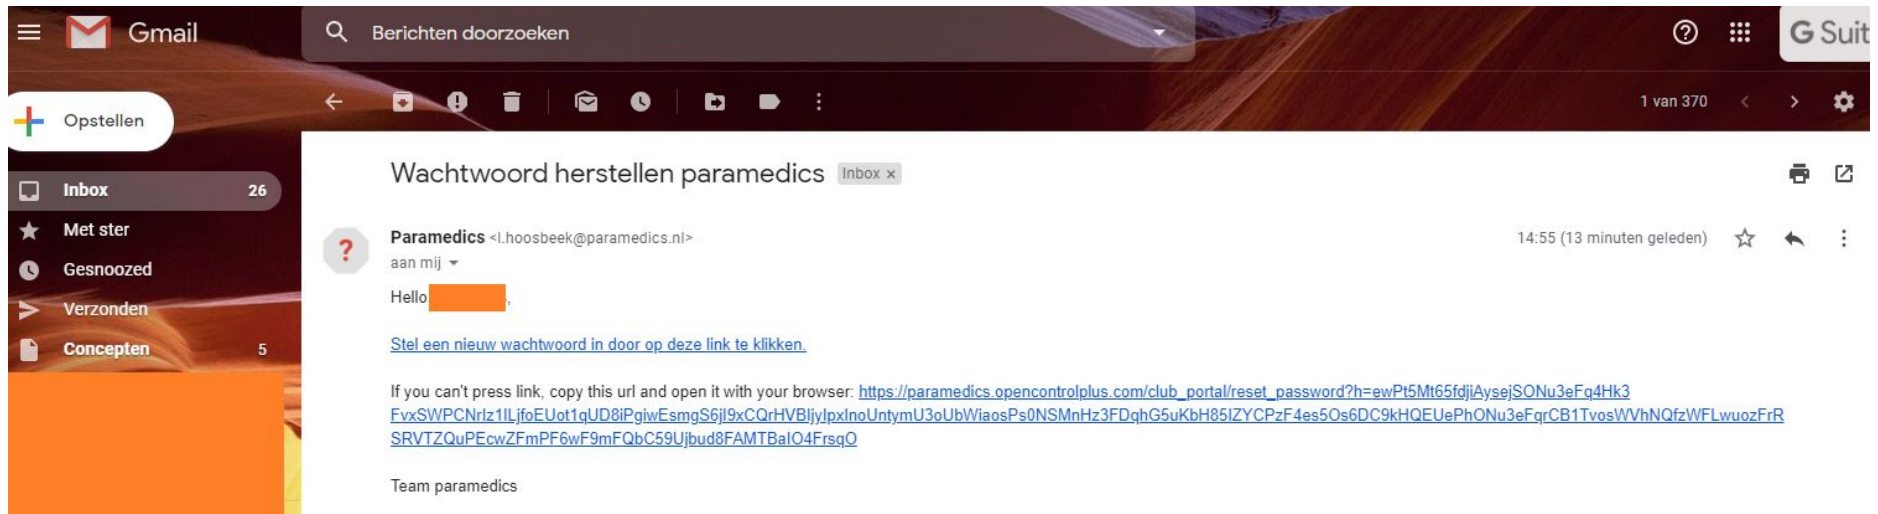 Gmail
Berichten doorzoeken
G Suit
Opstellen
1 van 370
Inbox 26
Met ster
Gesnoozed
Verzonden
Concepten 5
Wachtwoord herstellen paramedics Inbox x
Paramedics <l.hoosbeek@paramedics.nl> 14:55 (13 minuten geleden)
aan mij
Hello ,
Stel een nieuw wachtwoord in door op deze link te klikken.
If you can't press link, copy this url and open it with your browser: https://paramedics.opencontrolplus.com/club_portal/reset_password?h=ewPt5Mt65fdjiAysejSONu3eFq4Hk3
FvxSWPCNrIz1ILjfoEUot1qUD8iPgiwEsmgS6jI9xCQrHVBIjyIpxInoUntymU3oUbWiaosPs0NSMnHz3FDqhG5uKbH85IZYCPzF4es5Os6DC9kHQEUePhONu3eFqrCB1TvosWVhNQfzWFLwuozFrR
SRVTZQuPEcwZFmPF6wF9mFQbC59Ujbud8FAMTBaIO4FrsqO
Team paramedics